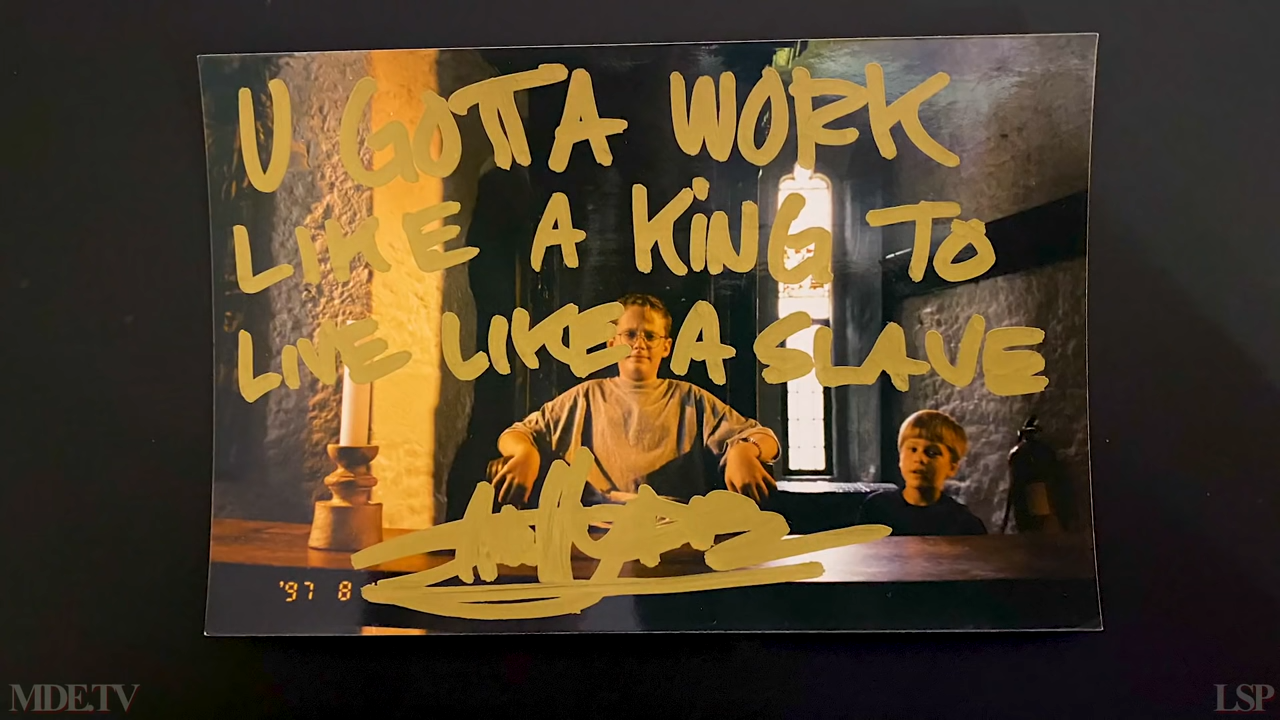 U GOTTA WORK
LIKE A KiNG TO
LIVE LIKE A SLAVE
'97 8
MDE.TV
LSP